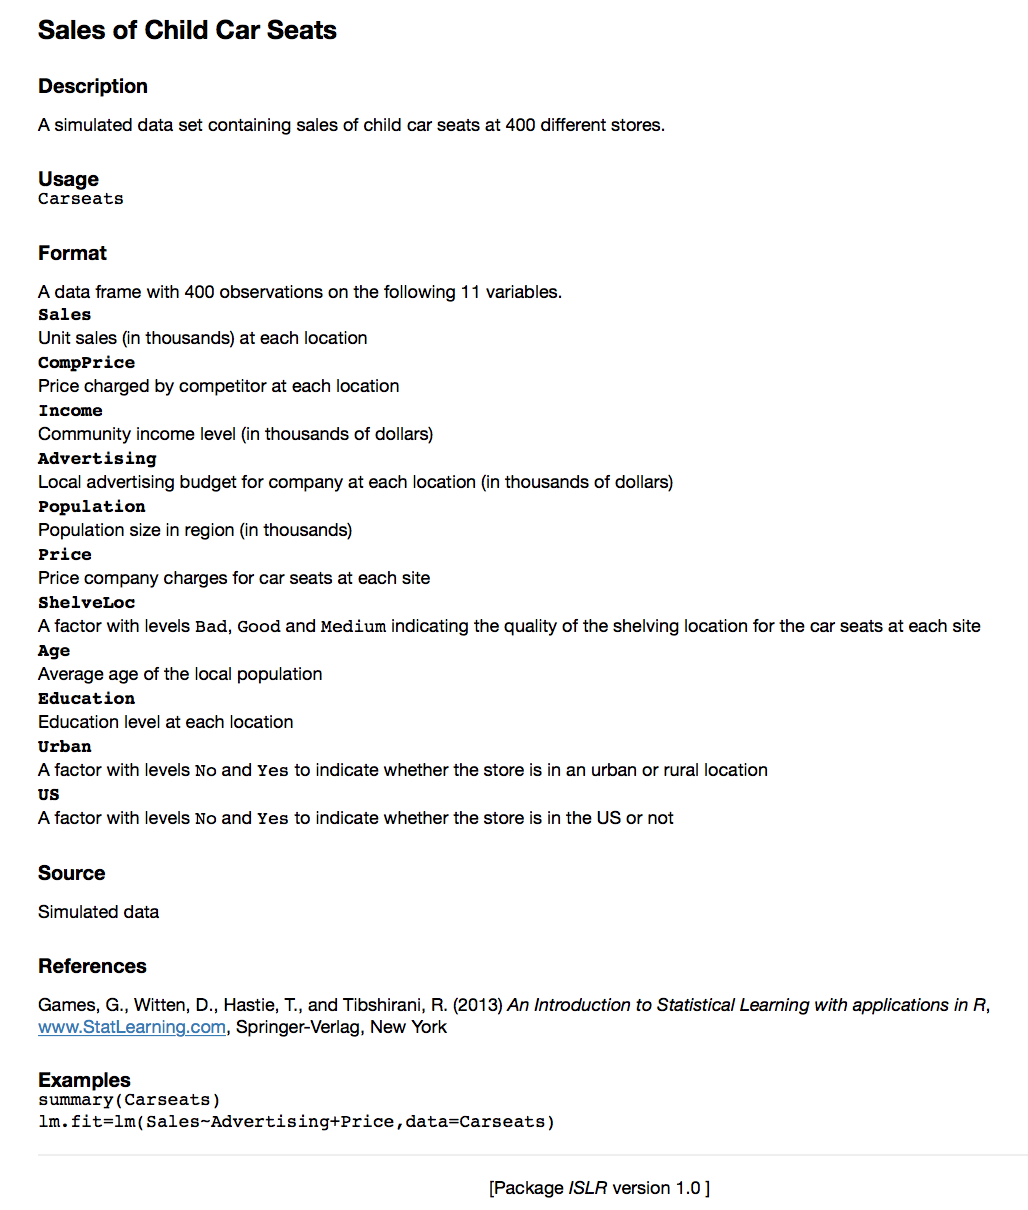 Sales of Child Car Seats
Description
A simulated data set containing sales of child car seats at 400 different stores.
Usage
Carseats
Format
A data frame with 400 observations on the following 11 variables.
Sales
Unit sales (in thousands) at each location
CompPrice
Price charged by competitor at each location
Income
Community income level (in thousands of dollars)
Advertising
Local advertising budget for company at each location (in thousands of dollars)
Population
Population size in region (in thousands)
Price
Price company charges for car seats at each site
ShelveLoc
A factor with levels Bad, Good and Medium indicating the quality of the shelving location for the car seats at each site
Age
Average age of the local population
Education
Education level at each location
Urban
A factor with levels No and Yes to indicate whether the store is in an urban or rural location
US
A factor with levels No and Yes to indicate whether the store is in the US or not
Source
Simulated data
References
Games, G., Witten, D., Hastie, T., and Tibshirani, R. (2013) An Introduction to Statistical Learning with applications in R,
www.StatLearning.com, Springer-Verlag, New York
Examples
summary(Carseats)
lm.fit=lm(Sales~Advertising+Price,data=Carseats)
[Package ISLR version 1.0 ]